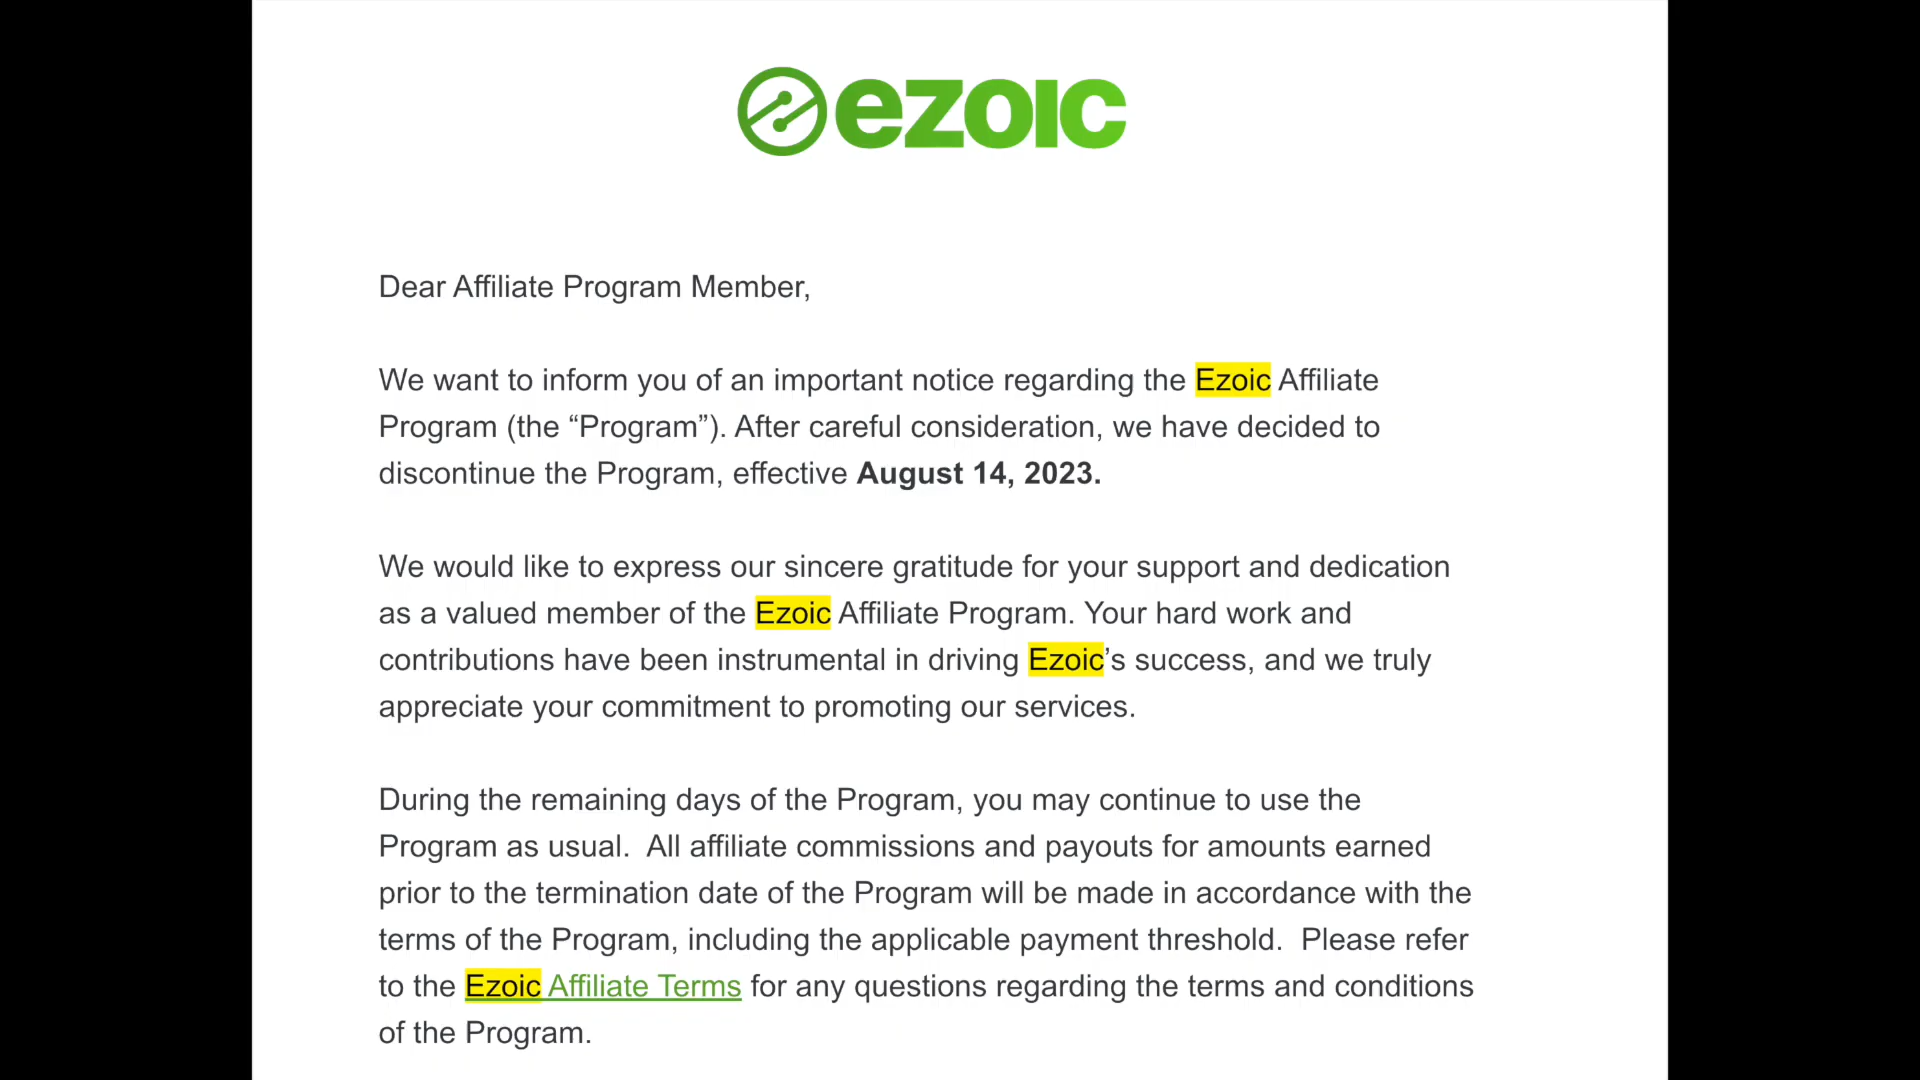 ezoic
Dear Affiliate Program Member,
We want to inform you of an important notice regarding the Ezoic Affiliate
Program (the “Program”). After careful consideration, we have decided to
discontinue the Program, effective August 14, 2023.
We would like to express our sincere gratitude for your support and dedication
as a valued member of the Ezoic Affiliate Program. Your hard work and
contributions have been instrumental in driving Ezoic’s success, and we truly
appreciate your commitment to promoting our services.
During the remaining days of the Program, you may continue to use the
Program as usual.  All affiliate commissions and payouts for amounts earned
prior to the termination date of the Program will be made in accordance with the
terms of the Program, including the applicable payment threshold.  Please refer
to the Ezoic Affiliate Terms for any questions regarding the terms and conditions
of the Program.